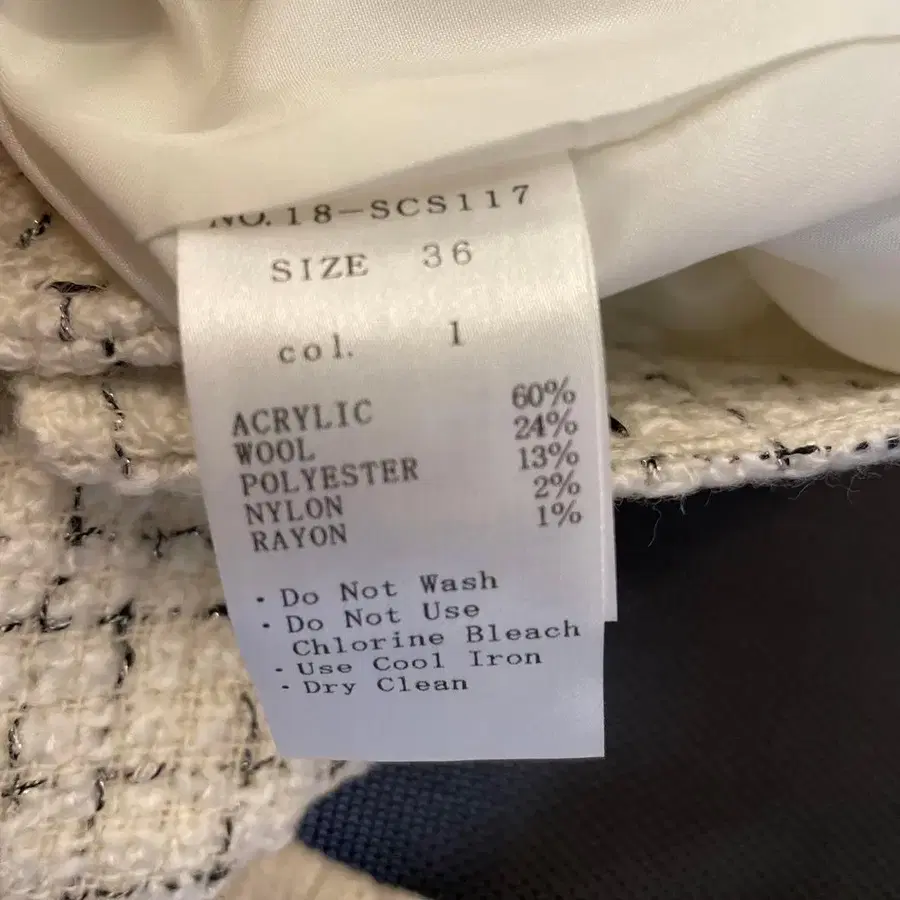 NO. 18-SCS117
SIZE 36
col. 1
ACRYLIC 60%
WOOL 24%
POLYESTER 13%
NYLON 2%
RAYON 1%
· Do Not Wash
· Do Not Use
Chlorine Bleach
· Use Cool Iron
· Dry Clean